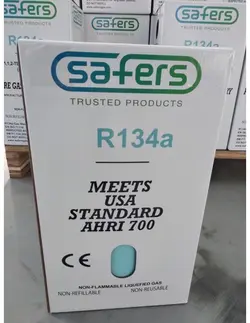 safers
TRUSTED PRODUCTS
R134a
MEETS
USA
STANDARD
AHRI 700
CE
NON-FLAMMABLE LIQUEFIED GAS
NON-REFILLABLE NON-REUSABLE